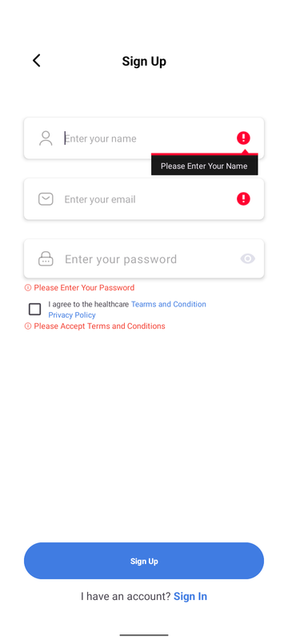 Sign Up
Enter your name
Please Enter Your Name
Enter your email
Enter your password
Please Enter Your Password
I agree to the healthcare Tearms and Condition
Privacy Policy
Please Accept Terms and Conditions
Sign Up
I have an account? Sign In